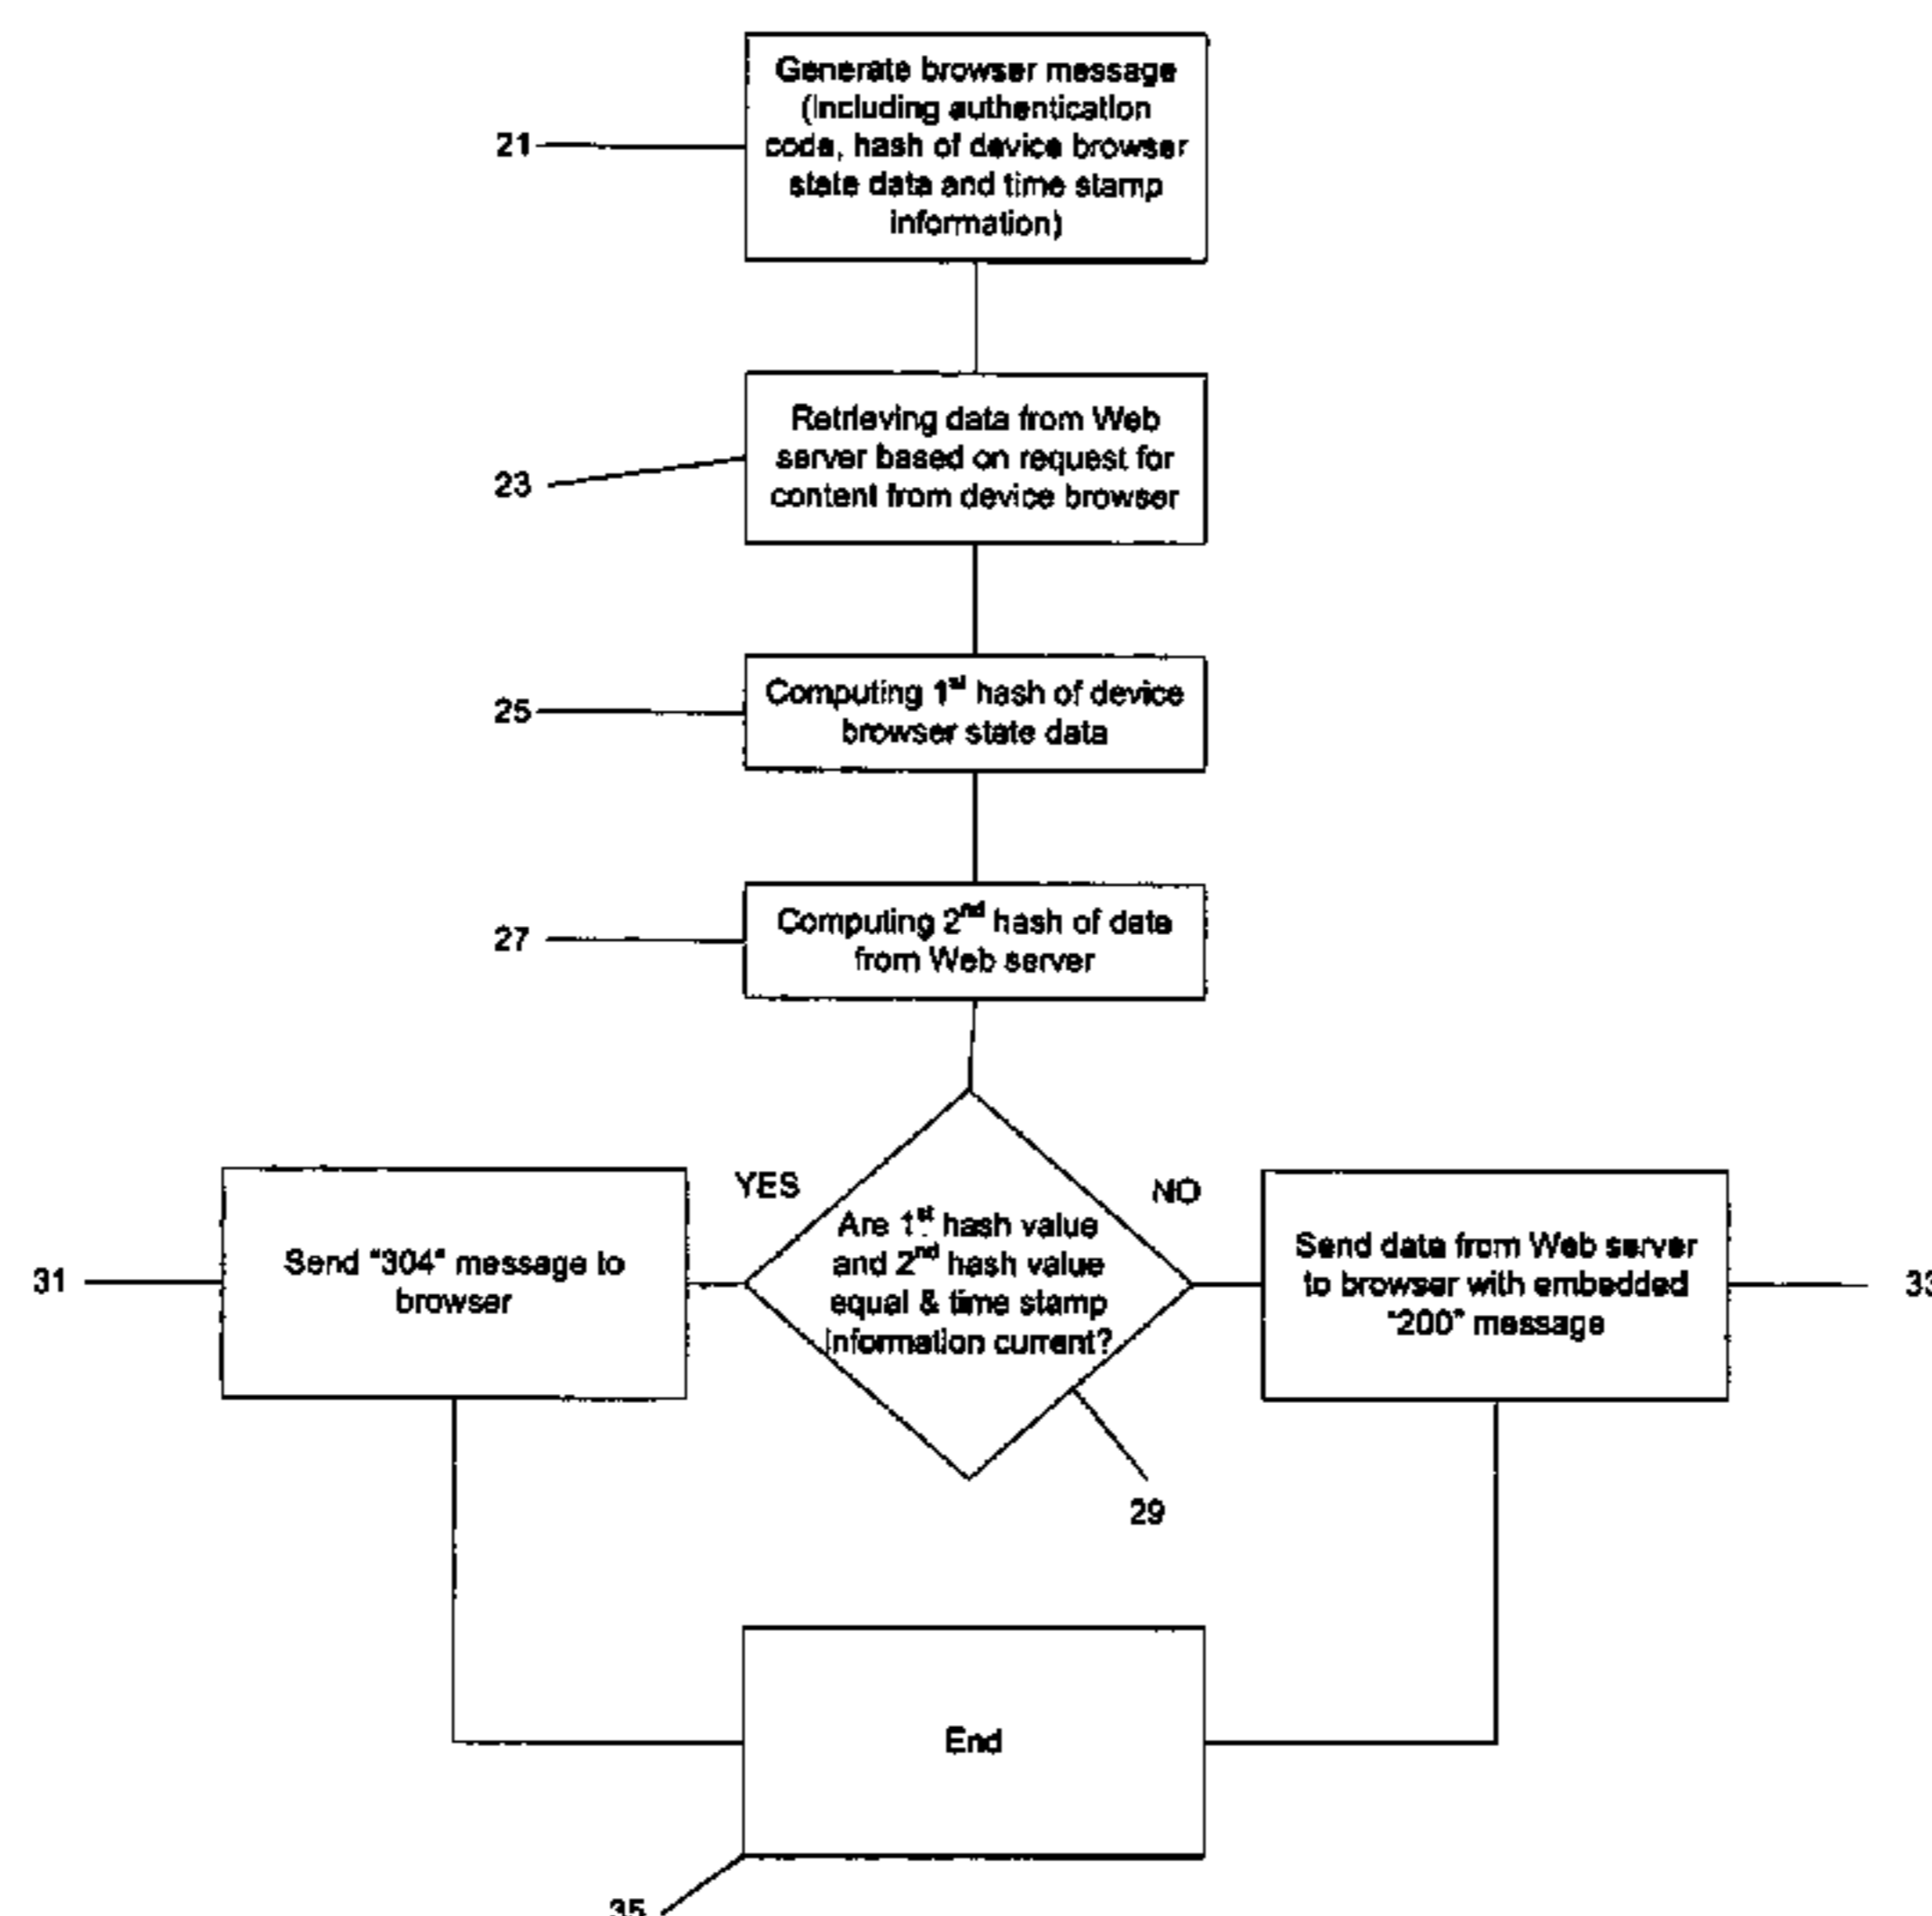 Generate browser message
(including authentication
21
code, hash of device browser
state data and time stamp
information)
Retrieving data from Web
server based on request for
23
content from device browser
25
Computing 1st hash of device
browser state data
27
Computing 2nd hash of data
from Web server
YES
NO
31
Send "304" message to
browser
Are 1st hash value
and 2nd hash value
equal & time stamp
information current?
Send data from Web server
to browser with embedded
"200" message
33
29
End
35